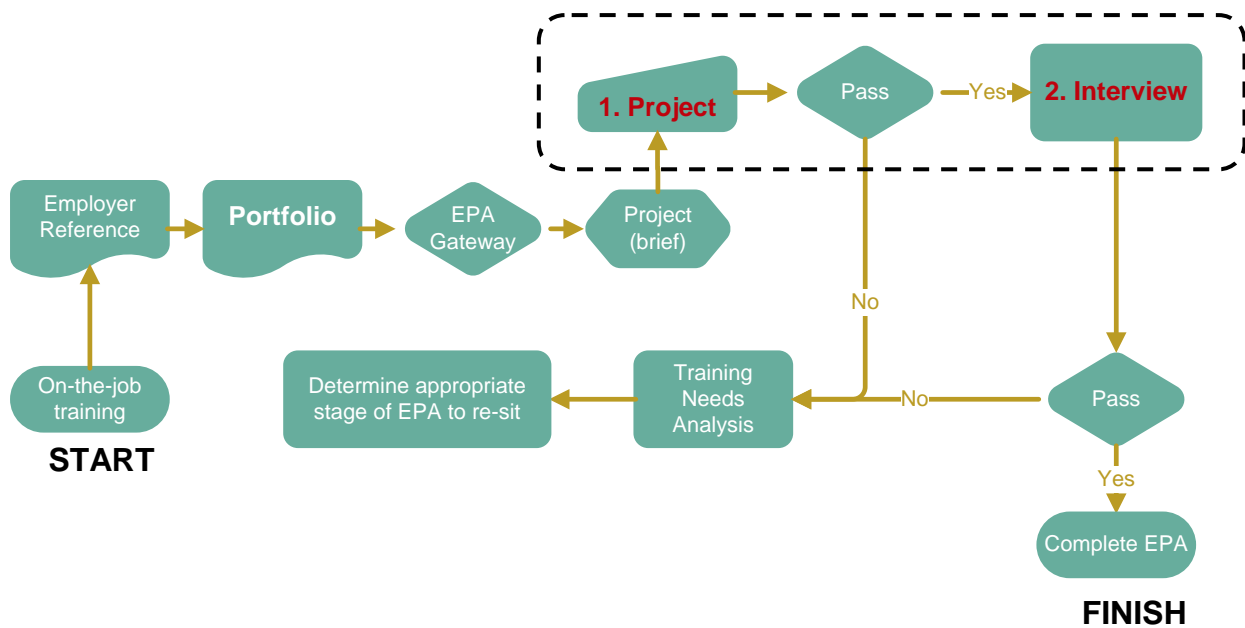 1. Project
Pass
Yes
2. Interview
Employer
Reference
Portfolio
EPA
Gateway
Project
(brief)
No
On-the-job
training
START
Determine appropriate
stage of EPA to re-sit
Training
Needs
Analysis
No
Pass
Yes
Complete EPA
FINISH